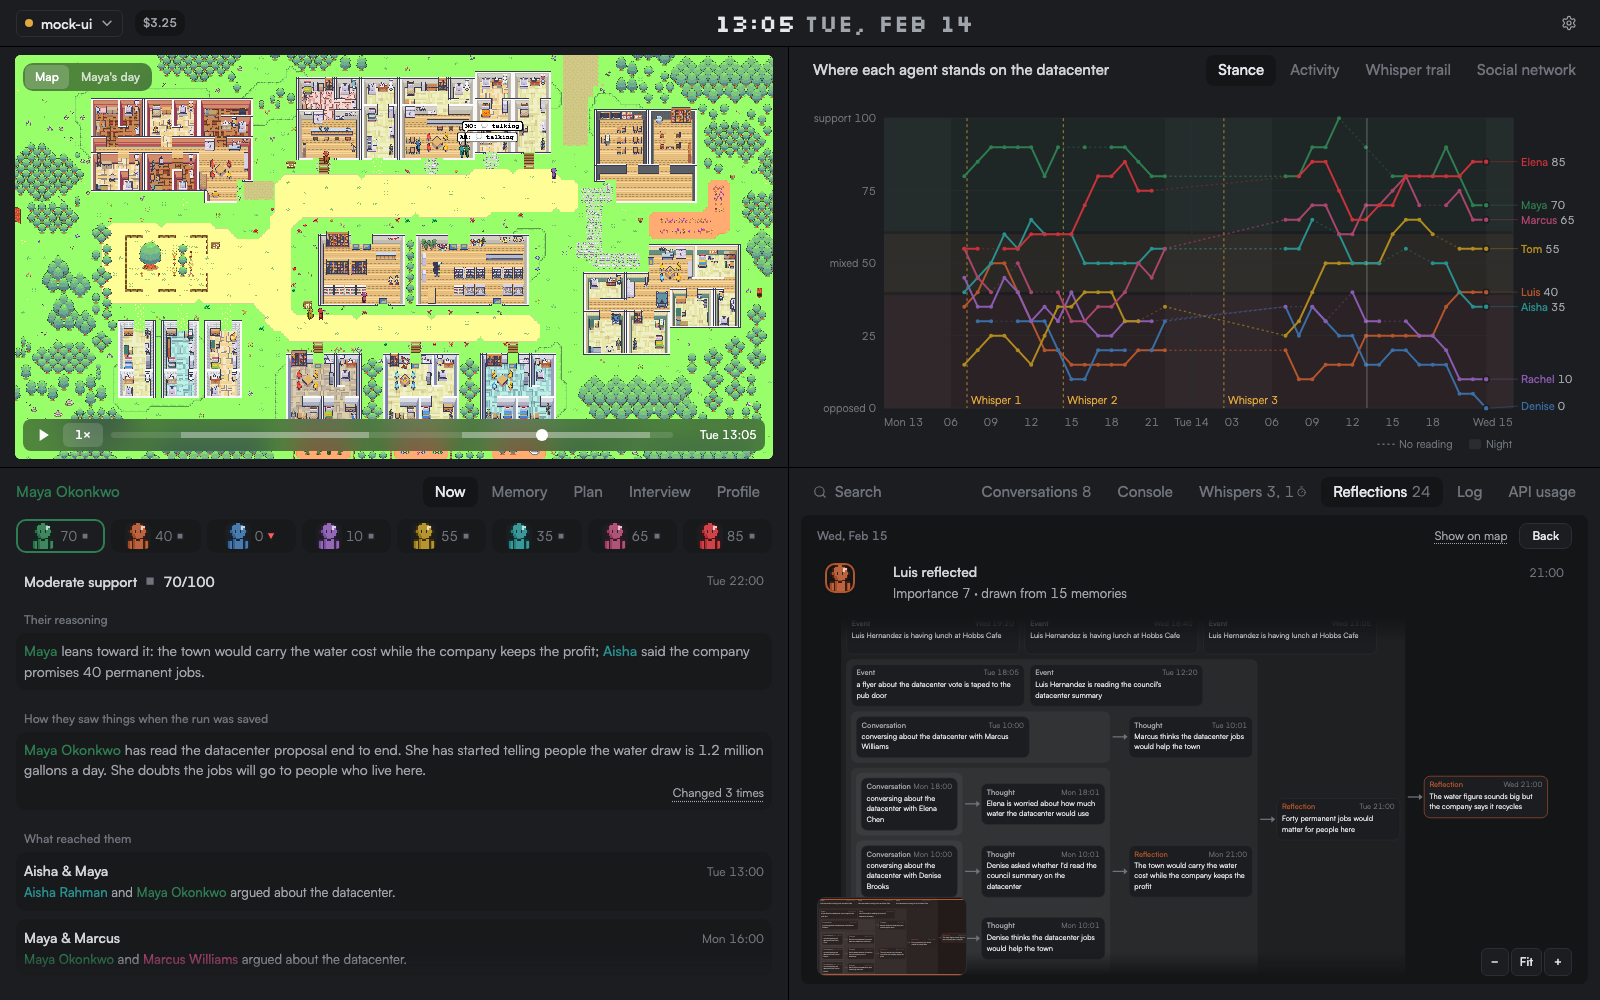 mock-ui
$3.25
13:05 TUE, FEB 14
Map
Maya's day
talking
talking
1×
Tue 13:05
Where each agent stands on the datacenter
Stance
Activity
Whisper trail
Social network
support 100
75
mixed 50
25
opposed 0
Whisper 1
Whisper 2
Whisper 3
Mon 13
06
09
12
15
18
21
Tue 14
03
06
09
12
15
18
Wed 15
Elena 85
Maya 70
Marcus 65
Tom 55
Luis 40
Aisha 35
Rachel 10
Denise 0
No reading
Night
Maya Okonkwo
Now
Memory
Plan
Interview
Profile
70
40
0
10
55
35
65
85
Moderate support
70/100
Tue 22:00
Their reasoning
Maya leans toward it: the town would carry the water cost while the company keeps the profit; Aisha said the company
promises 40 permanent jobs.
How they saw things when the run was saved
Maya Okonkwo has read the datacenter proposal end to end. She has started telling people the water draw is 1.2 million
gallons a day. She doubts the jobs will go to people who live here.
Changed 3 times
What reached them
Aisha & Maya
Tue 13:00
Aisha Rahman and Maya Okonkwo argued about the datacenter.
Maya & Marcus
Mon 16:00
Maya Okonkwo and Marcus Williams argued about the datacenter.
Search
Conversations 8
Console
Whispers 3, 1
Reflections 24
Log
API usage
Wed, Feb 15
Show on map
Back
Luis reflected
21:00
Importance 7 · drawn from 15 memories
Event
Luis Hernandez is having lunch at Hobbs Cafe
Event
Luis Hernandez is having lunch at Hobbs Cafe
Luis Hernandez is having lunch at Hobbs Cafe
Event
Tue 18:05
a flyer about the datacenter vote is taped to the
pub door
Event
Tue 12:20
Luis Hernandez is reading the council's
datacenter summary
Conversation
Tue 10:00
conversing about the datacenter with Marcus
Williams
Thought
Tue 10:01
Marcus thinks the datacenter jobs
would help the town
Conversation
Mon 18:00
conversing about the
datacenter with Elena
Chen
Thought
Mon 18:01
Elena is worried about how much
water the datacenter would use
Conversation
Mon 10:00
conversing about the
datacenter with Denise
Brooks
Thought
Mon 10:01
Denise asked whether I'd read the
council summary on the
datacenter
Reflection
Mon 21:00
The town would carry the water
cost while the company keeps the
profit
Thought
Mon 10:01
Denise thinks the datacenter jobs
would help the town
Reflection
Tue 21:00
Forty permanent jobs would
matter for people here
Reflection
Wed 21:00
The water figure sounds big but
the company says it recycles
−
Fit
+